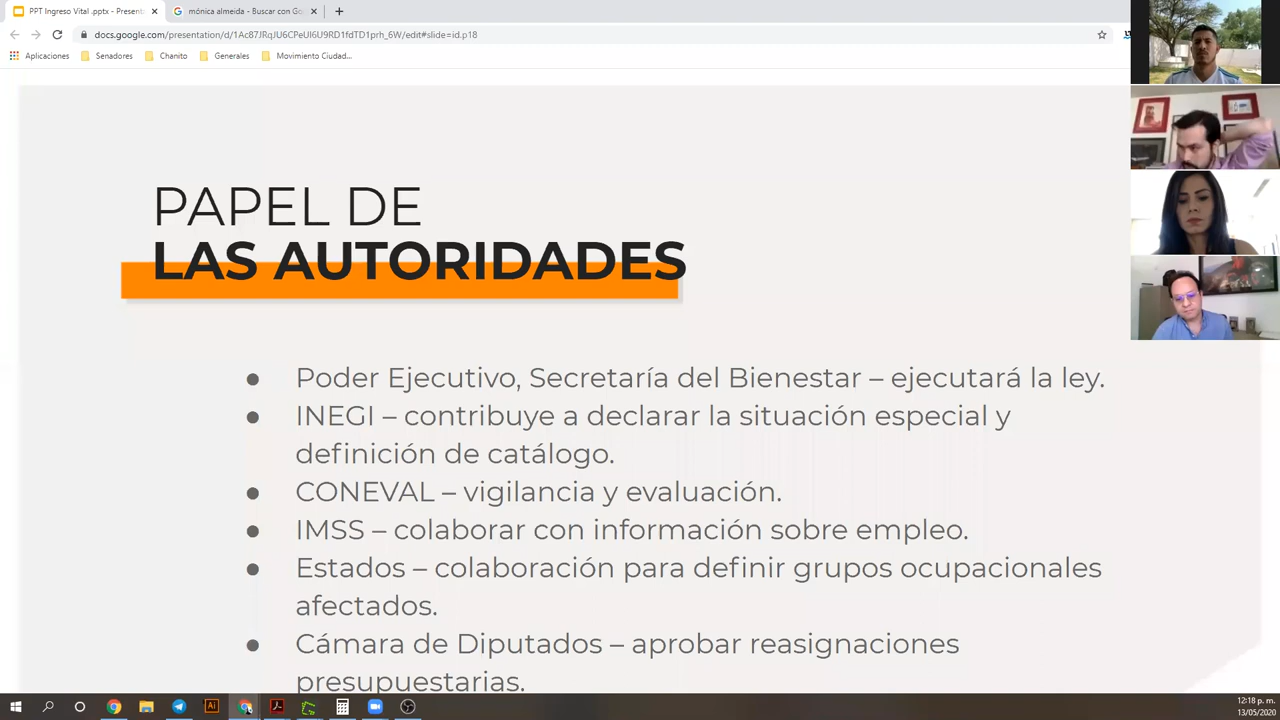 PPT Ingreso Vital .pptx - Present
mónica almeida - Buscar con Go
docs.google.com/presentation/d/1Ac87JRqJU6CPeUI6U9RD1fdTD1prh_6W/edit#slide=id.p18
Aplicaciones Senadores Chanito Generales Movimiento Ciudad...
PAPEL DE
LAS AUTORIDADES
● Poder Ejecutivo, Secretaría del Bienestar – ejecutará la ley.
● INEGI – contribuye a declarar la situación especial y
definición de catálogo.
● CONEVAL – vigilancia y evaluación.
● IMSS – colaborar con información sobre empleo.
● Estados – colaboración para definir grupos ocupacionales
afectados.
● Cámara de Diputados – aprobar reasignaciones
presupuestarias.
12:18 p. m.
13/05/2020